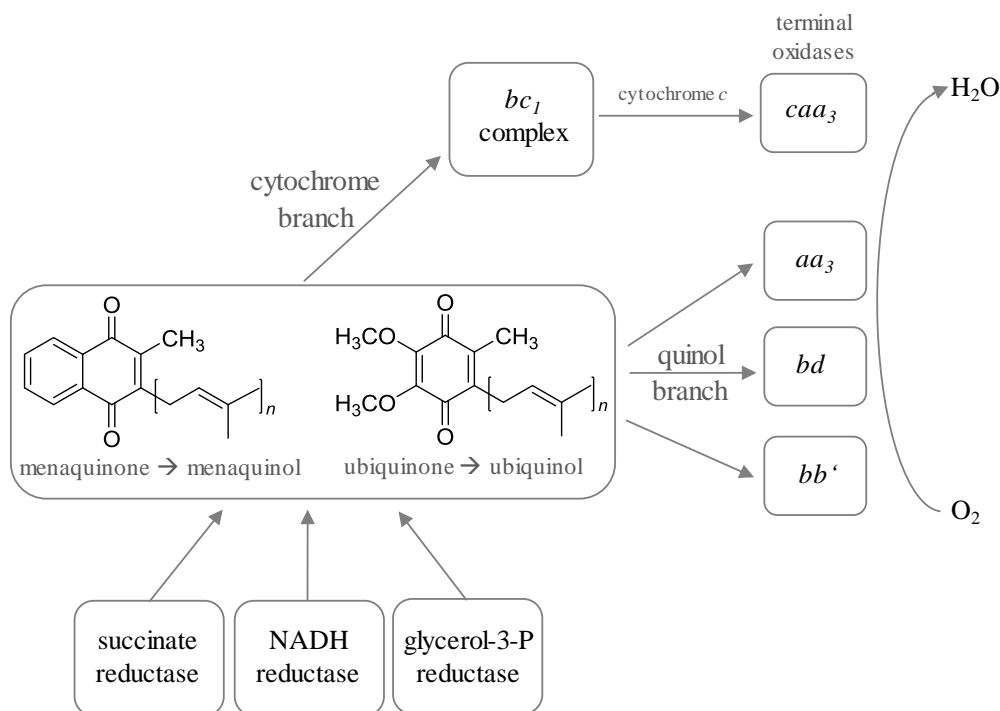 terminal
oxidases
bc1
complex
cytochrome c
caa3
H2O
cytochrome
branch
aa3
O
CH3
O
n
O
H3CO
CH3
H3CO
O
n
quinol
branch
bd
menaquinone → menaquinol
ubiquinone → ubiquinol
bb‘
O2
succinate
reductase
NADH
reductase
glycerol-3-P
reductase